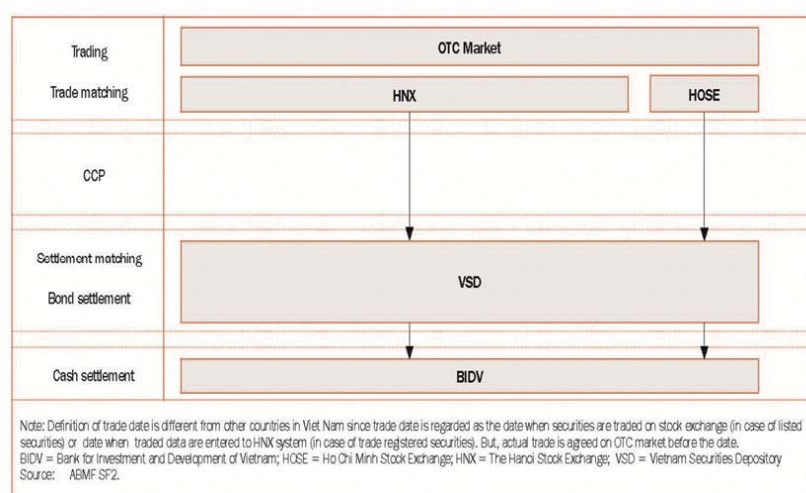 Trading
OTC Market
Trade matching
HNX
HOSE
CCP
Settlement matching
VSD
Bond settlement
Cash settlement
BIDV
Note: Definition of trade date is different from other countries in Viet Nam since trade date is regarded as the date when securities are traded on stock exchange (in case of listed
securities) or date when traded data are entered to HNX system (in case of trade registered securities). But, actual trade is agreed on OTC market before the date.
BIDV = Bank for Investment and Development of Vietnam; HOSE = Ho Chi Minh Stock Exchange; HNX = The Hanoi Stock Exchange; VSD = Vietnam Securities Depository
Source: ABMF SF2.